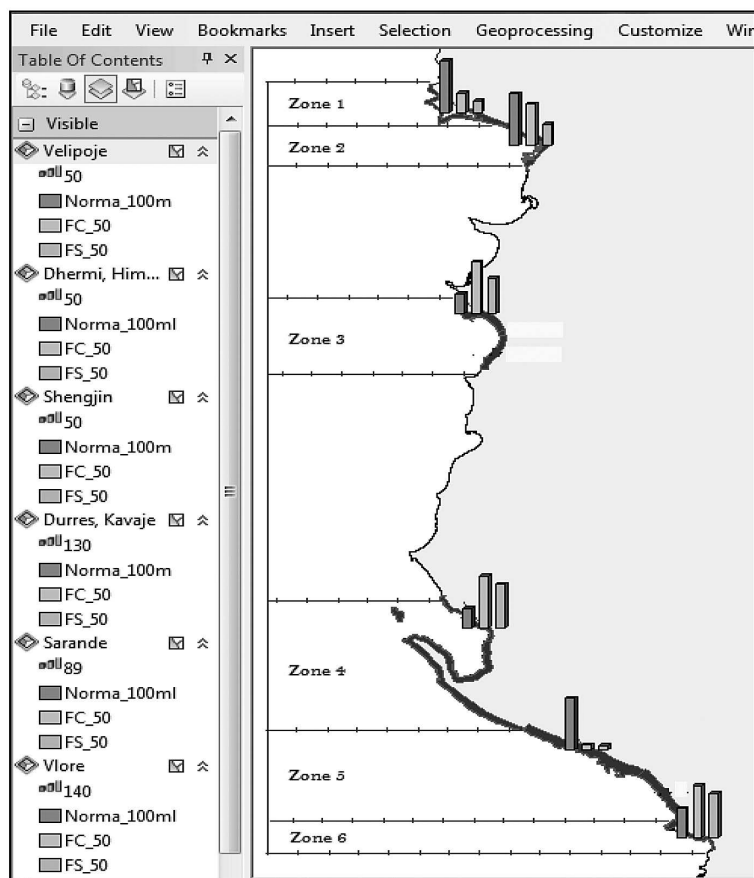 File Edit View Bookmarks Insert Selection Geoprocessing Customize Win
Table Of Contents
Visible
Velipoje
50
Norma_100m
FC_50
FS_50
Dhermi, Him...
50
Norma_100ml
FC_50
FS_50
Shengjin
50
Norma_100m
FC_50
FS_50
Durres, Kavaje
130
Norma_100m
FC_50
FS_50
Sarande
89
Norma_100ml
FC_50
FS_50
Vlore
140
Norma_100ml
FC_50
FS_50
Zone 1
Zone 2
Zone 3
Zone 4
Zone 5
Zone 6